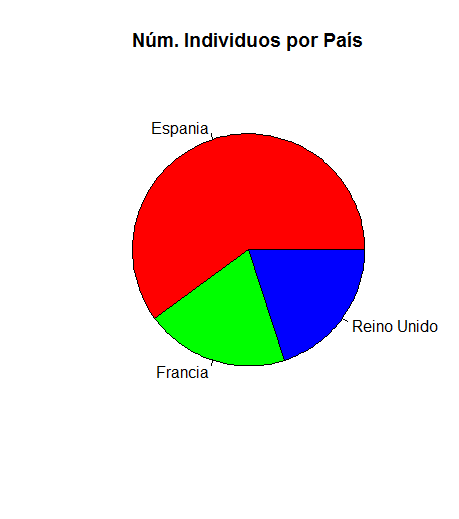 Núm. Individuos por País
Espania
Francia
Reino Unido